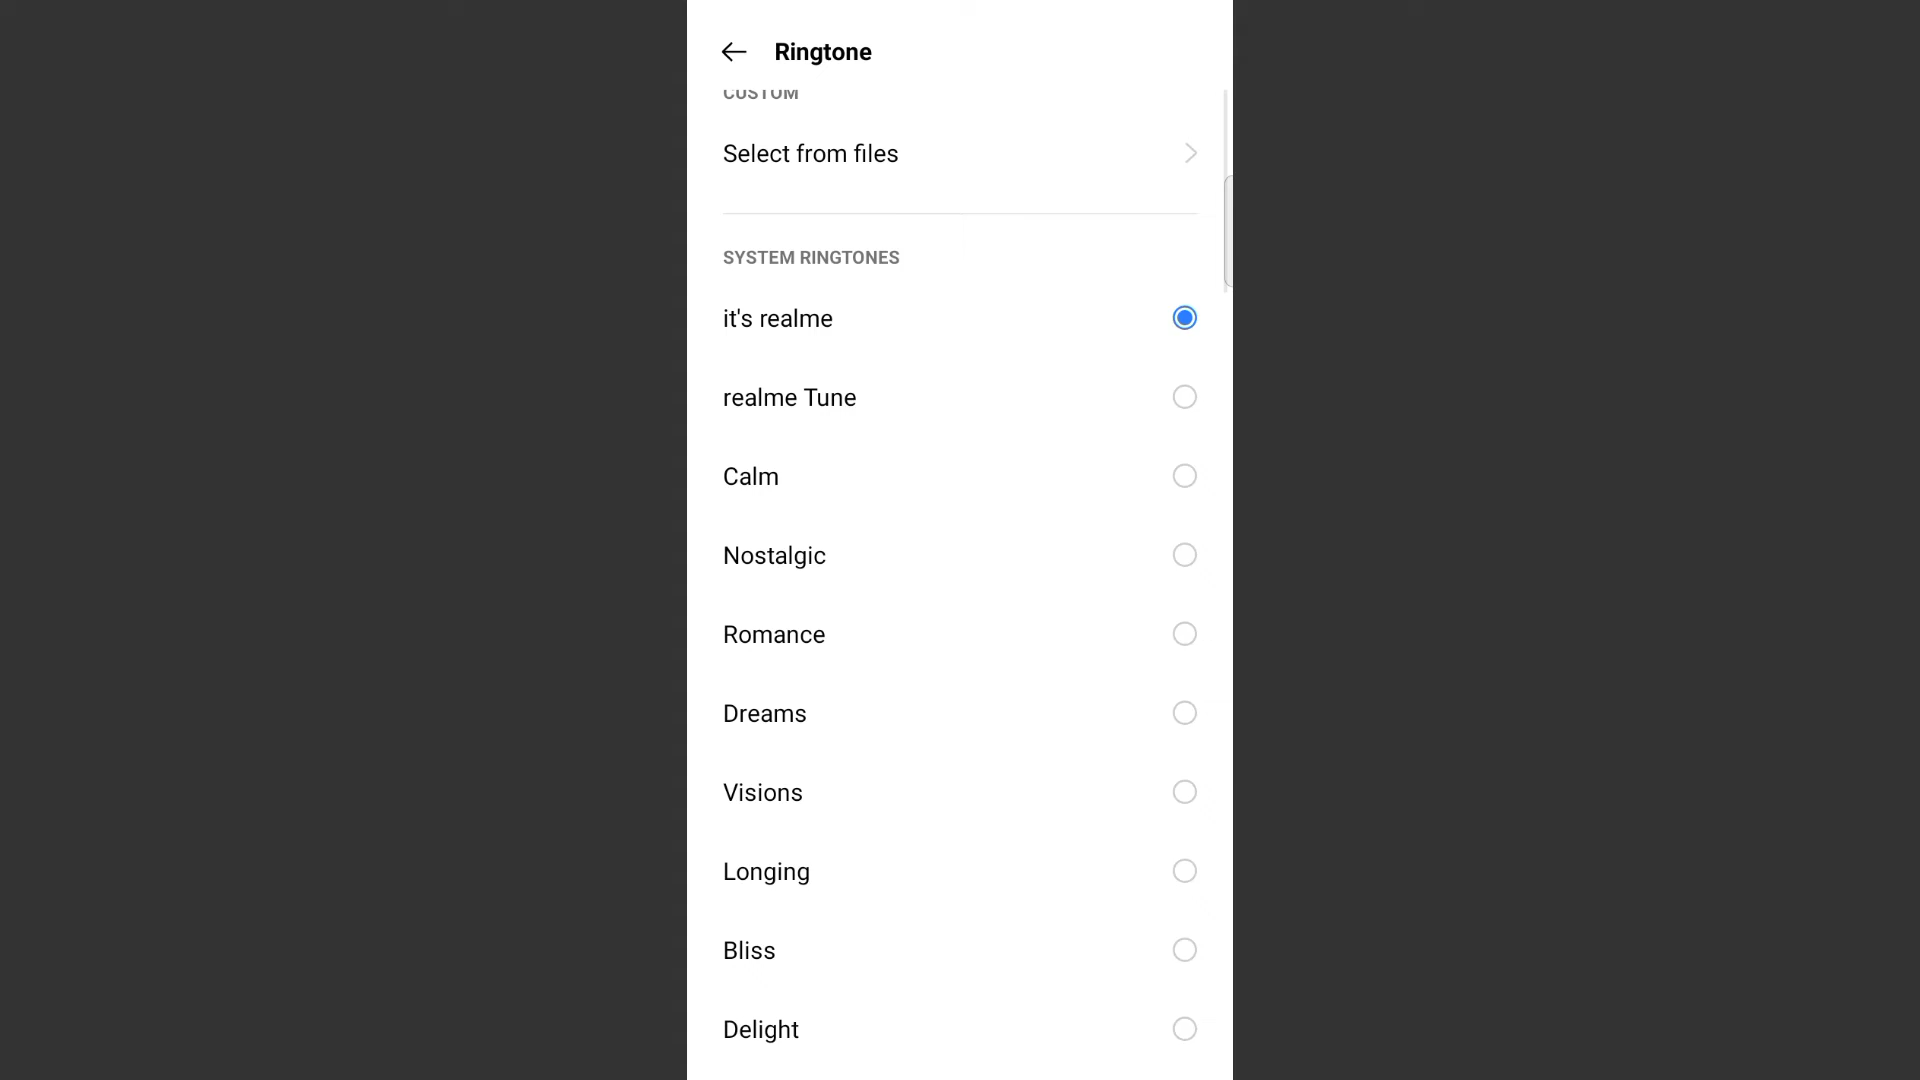 Ringtone
CUSTOM
Select from files
SYSTEM RINGTONES
it's realme
realme Tune
Calm
Nostalgic
Romance
Dreams
Visions
Longing
Bliss
Delight